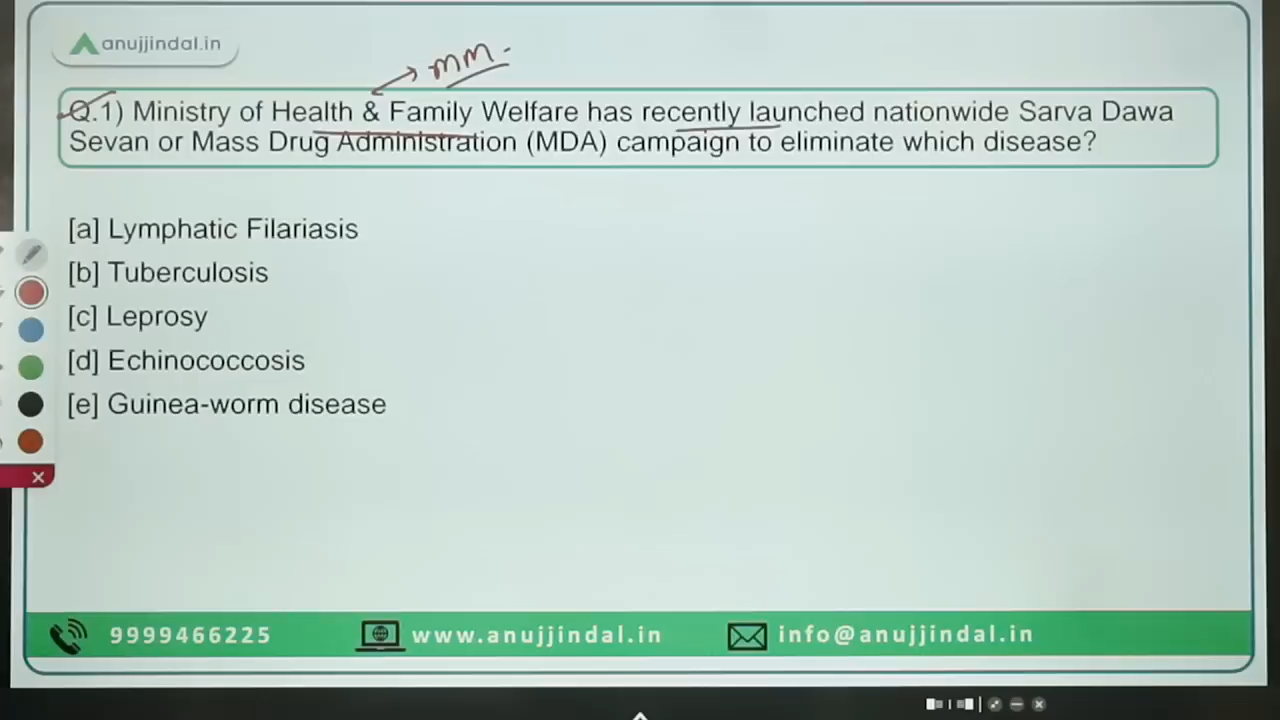 anujjindal.in
MM.
Q.1) Ministry of Health & Family Welfare has recently launched nationwide Sarva Dawa
Sevan or Mass Drug Administration (MDA) campaign to eliminate which disease?
[a] Lymphatic Filariasis
[b] Tuberculosis
[c] Leprosy
[d] Echinococcosis
[e] Guinea-worm disease
9999466225 www.anujjindal.in info@anujjindal.in